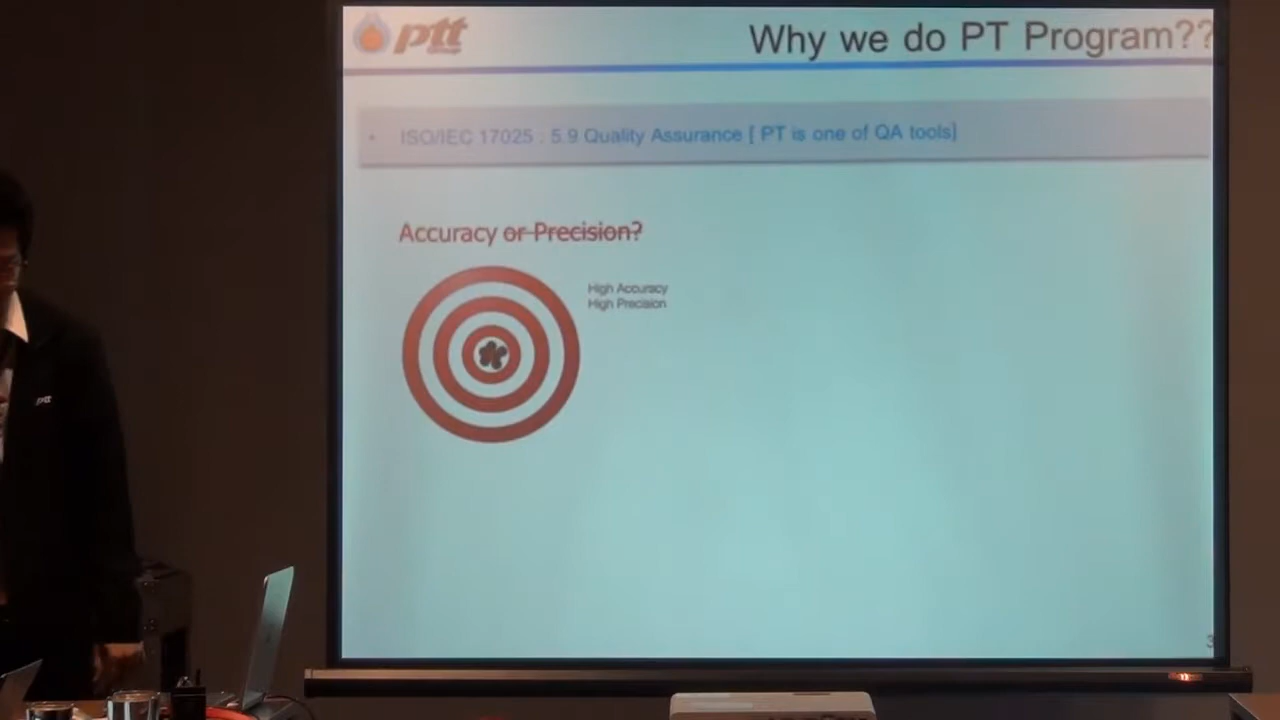 ptt
Why we do PT Program??
• ISO/IEC 17025 : 5.9 Quality Assurance [ PT is one of QA tools]
Accuracy or Precision?
High Accuracy
High Precision
ptt
3